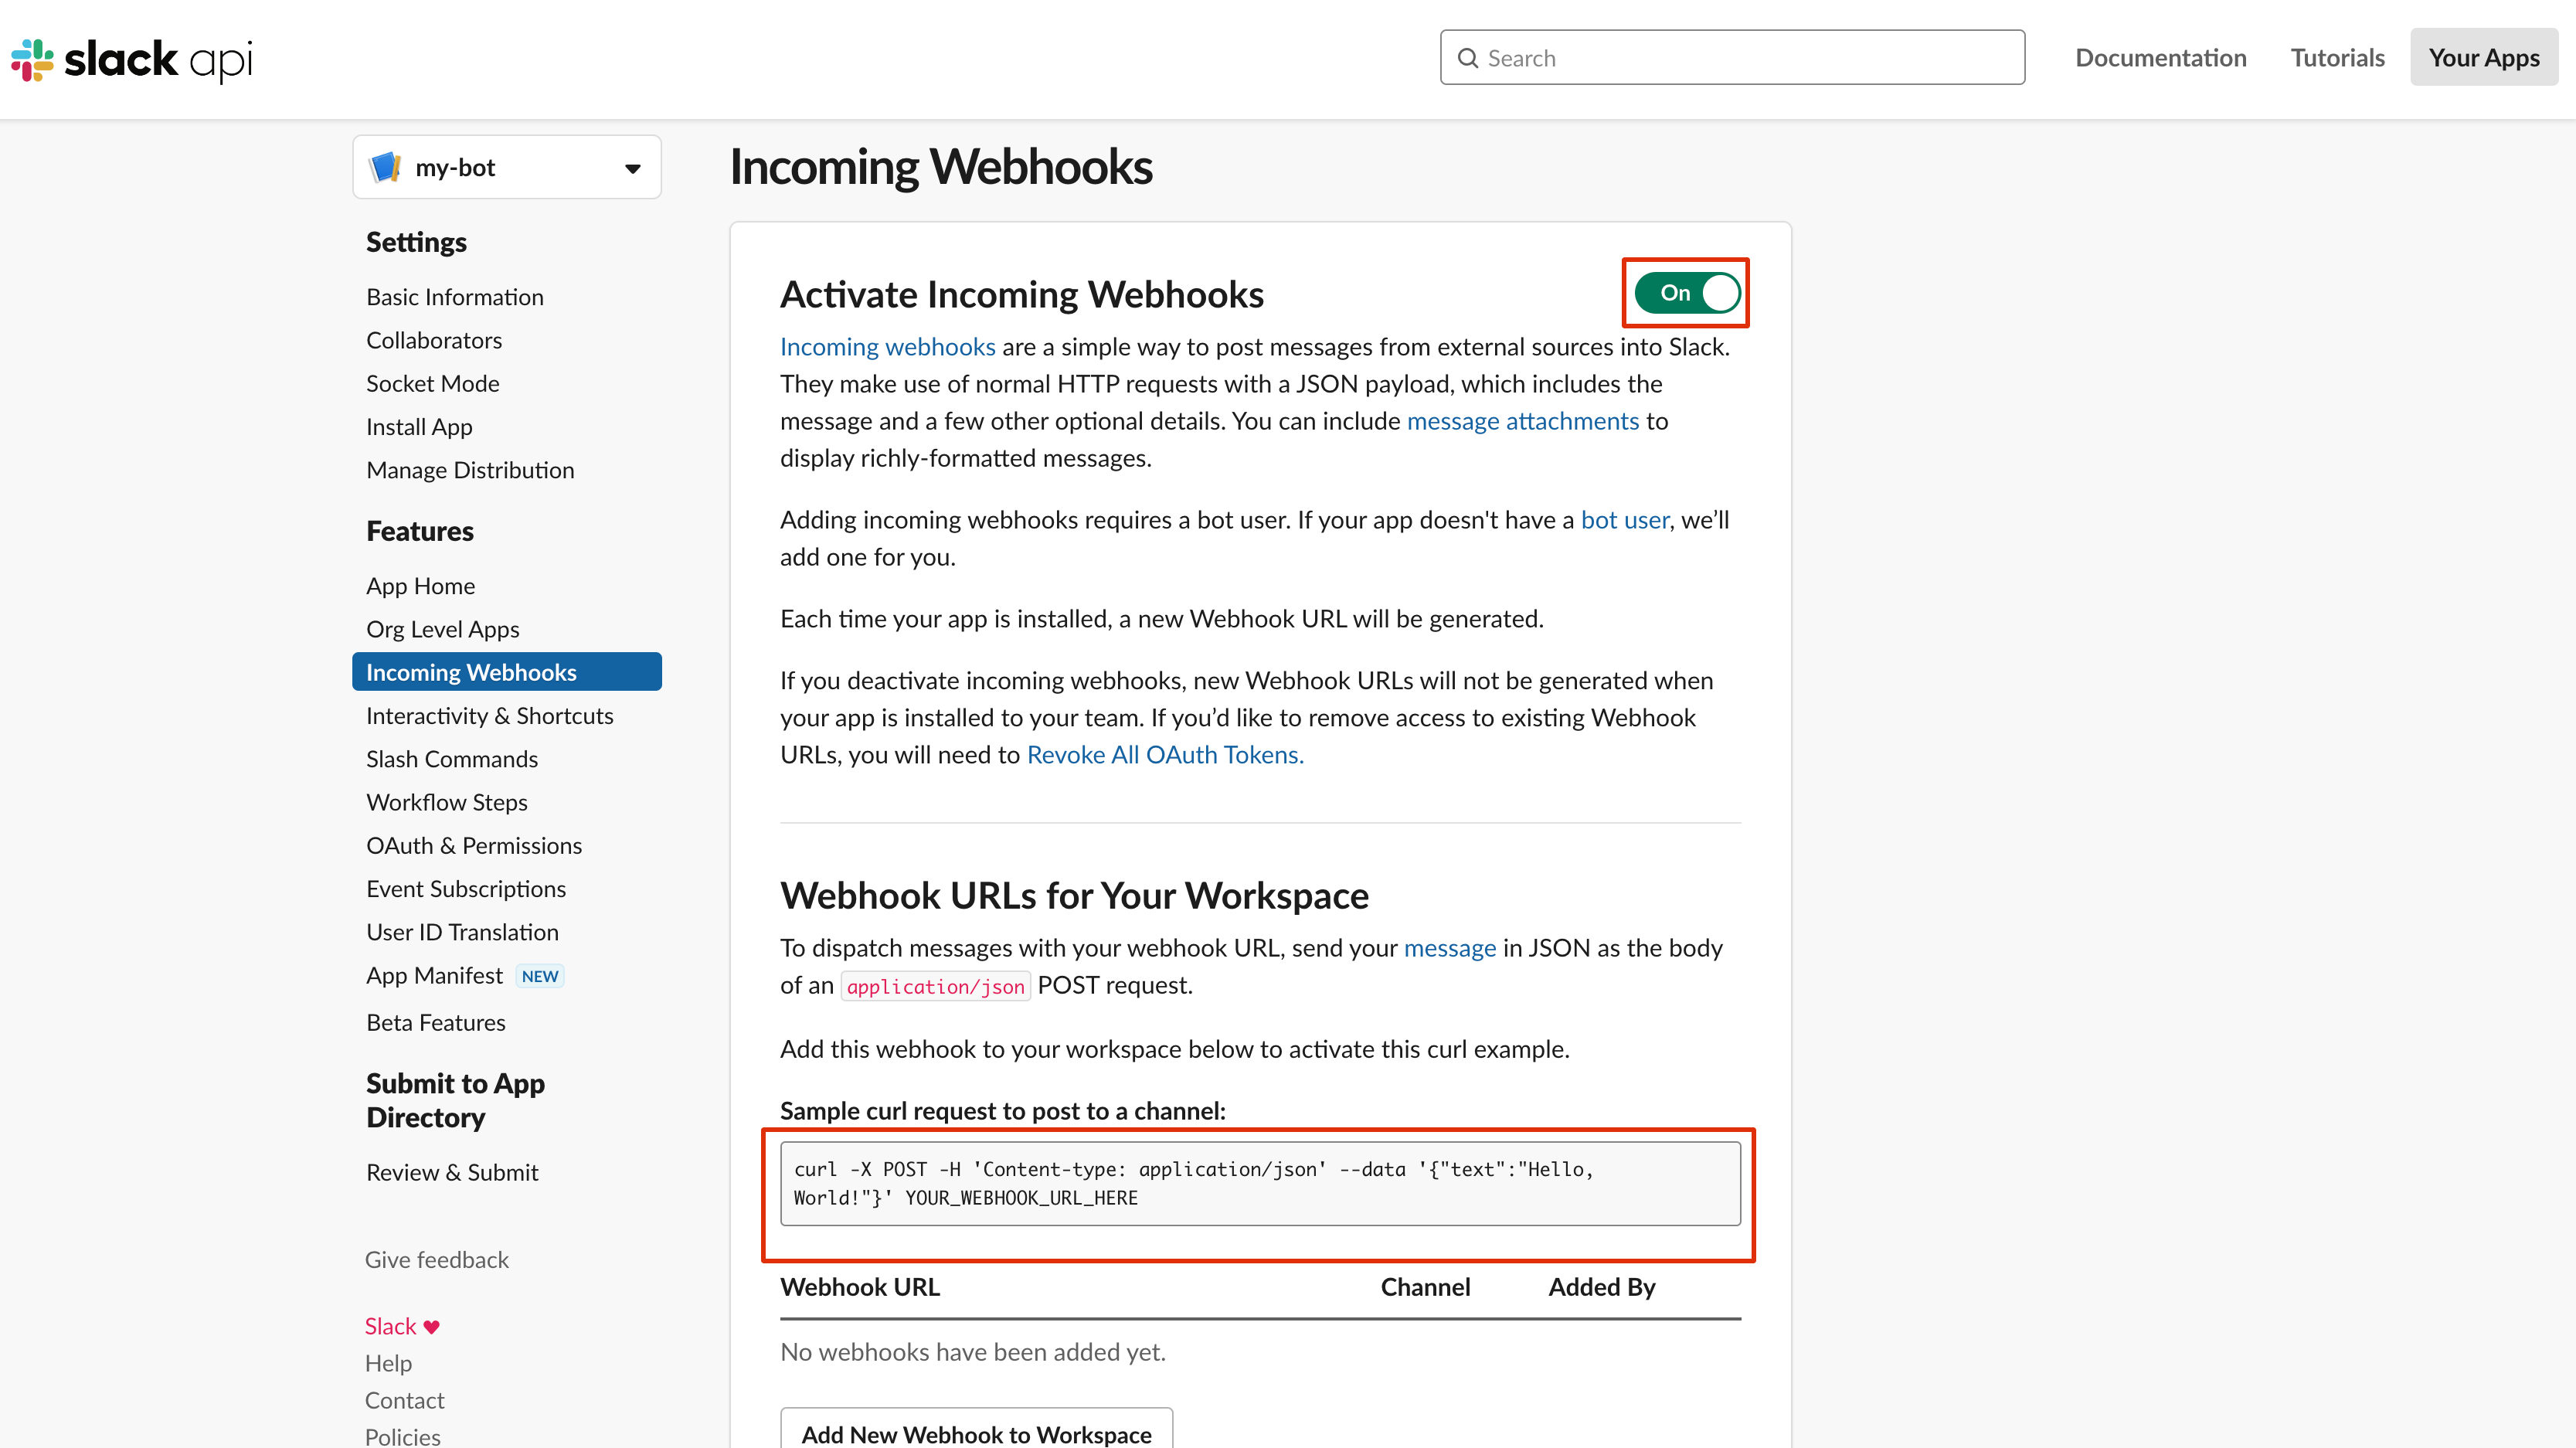 slack api
Search
Documentation
Tutorials
Your Apps
my-bot
Settings
Basic Information
Collaborators
Socket Mode
Install App
Manage Distribution
Features
App Home
Org Level Apps
Incoming Webhooks
Interactivity & Shortcuts
Slash Commands
Workflow Steps
OAuth & Permissions
Event Subscriptions
User ID Translation
App Manifest NEW
Beta Features
Submit to App
Directory
Review & Submit
Give feedback
Slack ♥
Help
Contact
Policies
Incoming Webhooks
Activate Incoming Webhooks
On
Incoming webhooks are a simple way to post messages from external sources into Slack.
They make use of normal HTTP requests with a JSON payload, which includes the
message and a few other optional details. You can include message attachments to
display richly-formatted messages.
Adding incoming webhooks requires a bot user. If your app doesn't have a bot user, we’ll
add one for you.
Each time your app is installed, a new Webhook URL will be generated.
If you deactivate incoming webhooks, new Webhook URLs will not be generated when
your app is installed to your team. If you’d like to remove access to existing Webhook
URLs, you will need to Revoke All OAuth Tokens.
Webhook URLs for Your Workspace
To dispatch messages with your webhook URL, send your message in JSON as the body
of an application/json POST request.
Add this webhook to your workspace below to activate this curl example.
Sample curl request to post to a channel:
curl -X POST -H 'Content-type: application/json' --data '{"text":"Hello,
World!"}' YOUR_WEBHOOK_URL_HERE
Webhook URL Channel Added By
No webhooks have been added yet.
Add New Webhook to Workspace